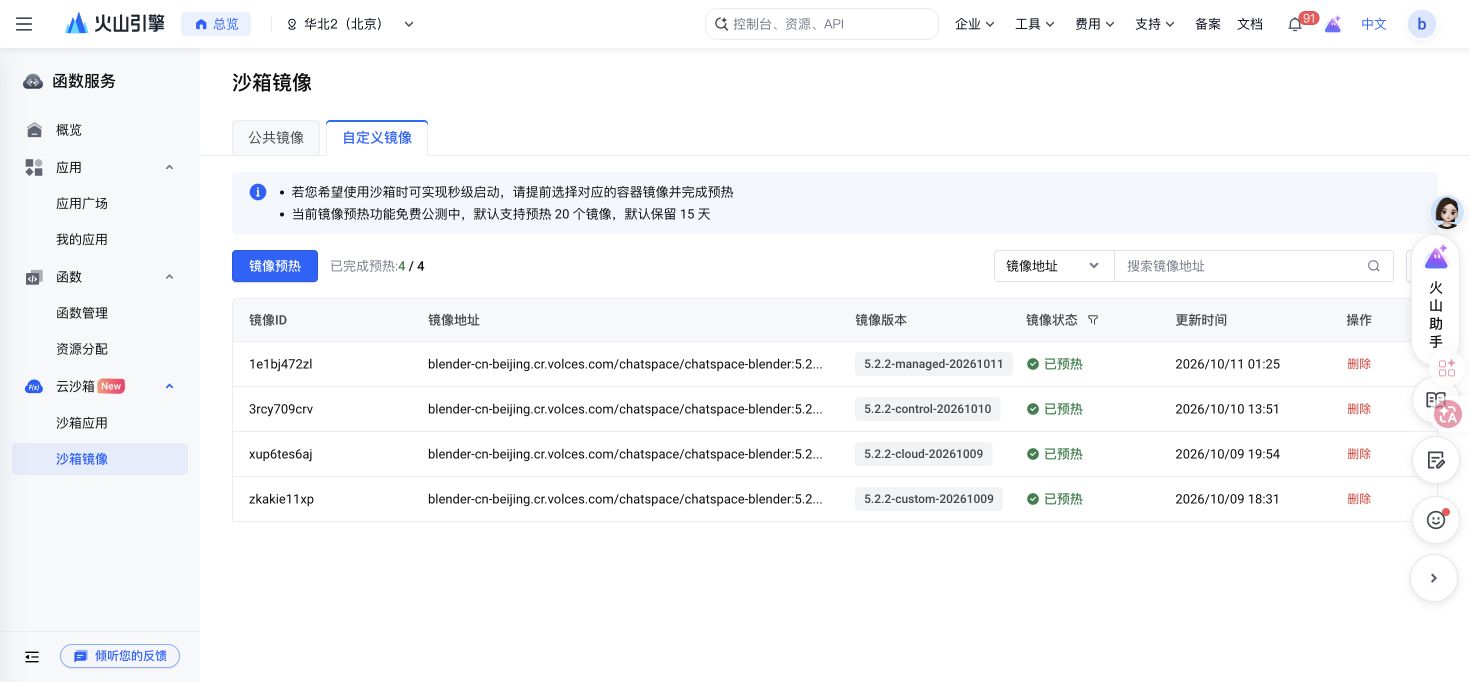 火山引擎 总览 华北2（北京） 控制台、资源、API 企业 工具 费用 支持 备案 文档 91 中文 b
函数服务
概览
应用
应用广场
我的应用
函数
函数管理
资源分配
云沙箱 New
沙箱应用
沙箱镜像
倾听您的反馈
沙箱镜像
公共镜像 自定义镜像
• 若您希望使用沙箱时可实现秒级启动，请提前选择对应的容器镜像并完成预热
• 当前镜像预热功能免费公测中，默认支持预热 20 个镜像，默认保留 15 天
镜像预热 已完成预热:4 / 4 镜像地址 搜索镜像地址
镜像ID 镜像地址 镜像版本 镜像状态 更新时间 操作
1e1bj472zl blender-cn-beijing.cr.volces.com/chatspace/chatspace-blender:5.2... 5.2.2-managed-20261011 已预热 2026/10/11 01:25 删除
3rcy709crv blender-cn-beijing.cr.volces.com/chatspace/chatspace-blender:5.2... 5.2.2-control-20261010 已预热 2026/10/10 13:51 删除
xup6tes6aj blender-cn-beijing.cr.volces.com/chatspace/chatspace-blender:5.2... 5.2.2-cloud-20261009 已预热 2026/10/09 19:54 删除
zkakie11xp blender-cn-beijing.cr.volces.com/chatspace/chatspace-blender:5.2... 5.2.2-custom-20261009 已预热 2026/10/09 18:31 删除
火
山
助
手